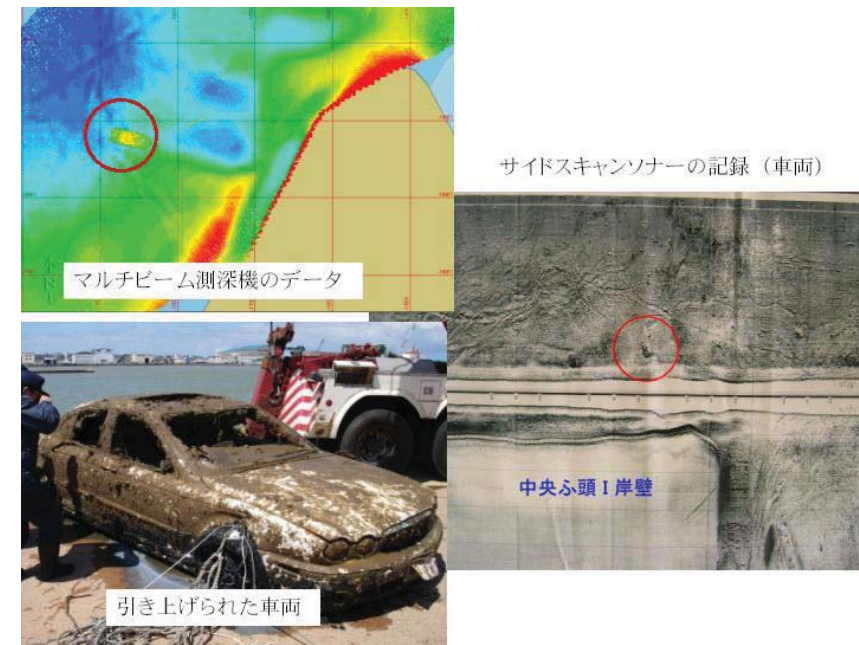 マルチビーム測深機のデータ
サイドスキャンソナーの記録（車両）
中央ふ頭Ⅰ岸壁
引き上げられた車両